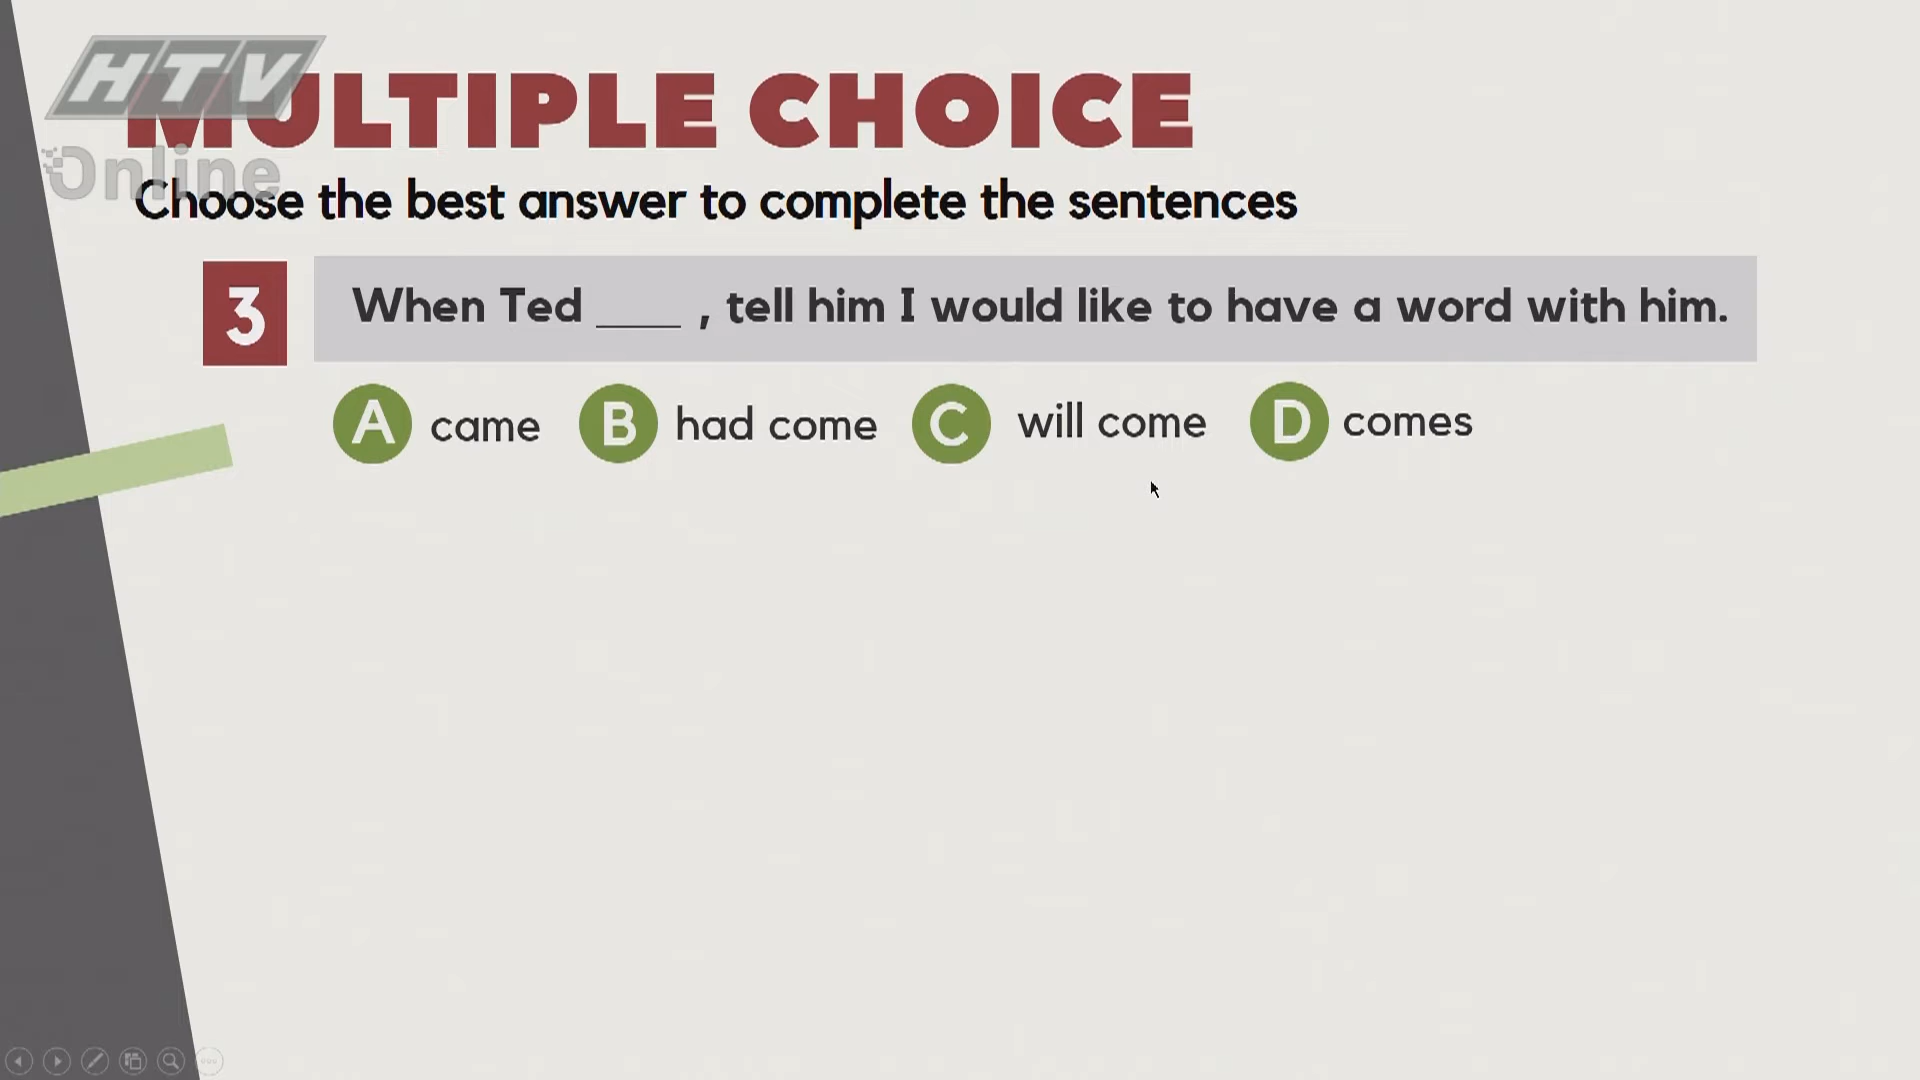 HTV
MULTIPLE CHOICE
Online
Choose the best answer to complete the sentences
3
When Ted ____ , tell him I would like to have a word with him.
A came B had come C will come D comes